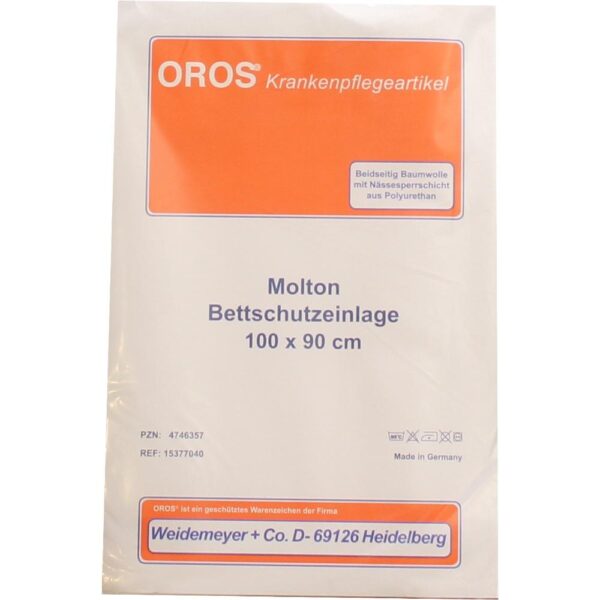 OROS® Krankenpflegeartikel
Beidseitig Baumwolle
mit Nässesperrschicht
aus Polyurethan
Molton
Bettschutzeinlage
100 x 90 cm
PZN: 4746357
REF: 15377040
Made in Germany
OROS® ist ein geschütztes Warenzeichen der Firma
Weidemeyer + Co. D- 69126 Heidelberg